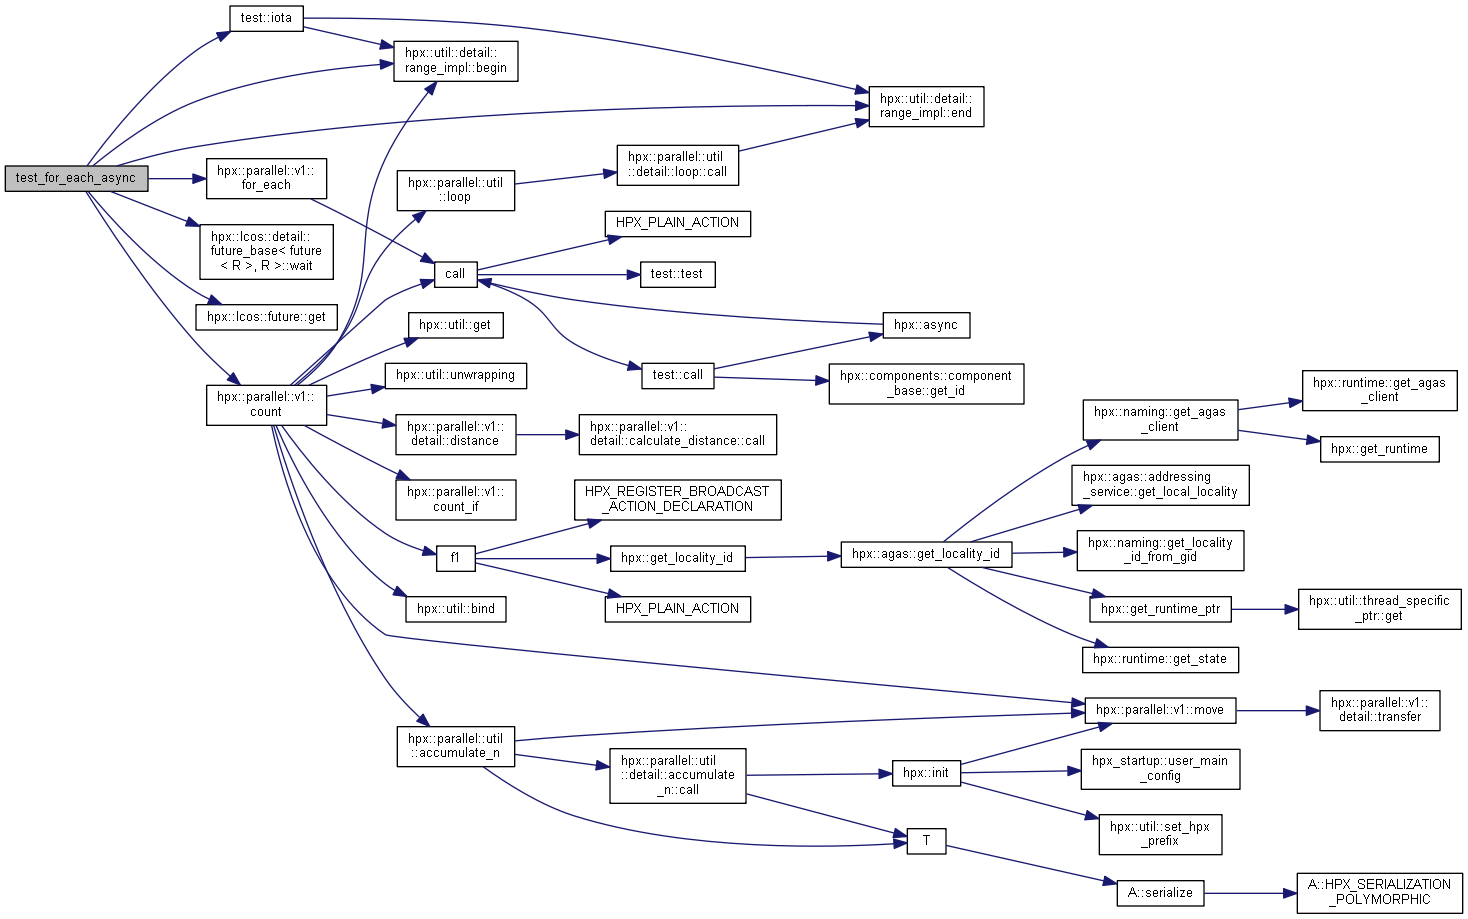 test_for_each_async
test::iota
hpx::util::detail::
range_impl::begin
hpx::util::detail::
range_impl::end
hpx::parallel::v1::
for_each
hpx::lcos::detail::
future_base< future
< R >, R >::wait
hpx::lcos::future::get
hpx::parallel::v1::
count
hpx::parallel::util
::loop
hpx::parallel::util
::detail::loop::call
call
HPX_PLAIN_ACTION
test::test
test::call
hpx::async
hpx::components::component
_base::get_id
hpx::util::get
hpx::util::unwrapping
hpx::parallel::v1::
detail::distance
hpx::parallel::v1::
detail::calculate_distance::call
hpx::parallel::v1::
count_if
f1
HPX_REGISTER_BROADCAST
_ACTION_DECLARATION
hpx::get_locality_id
HPX_PLAIN_ACTION
hpx::agas::get_locality_id
hpx::naming::get_agas
_client
hpx::runtime::get_agas
_client
hpx::get_runtime
hpx::agas::addressing
_service::get_local_locality
hpx::naming::get_locality
_id_from_gid
hpx::get_runtime_ptr
hpx::util::thread_specific
_ptr::get
hpx::runtime::get_state
hpx::util::bind
hpx::parallel::util
::accumulate_n
hpx::parallel::v1::move
hpx::parallel::v1::
detail::transfer
hpx::parallel::util
::detail::accumulate
_n::call
hpx::init
hpx_startup::user_main
_config
hpx::util::set_hpx
_prefix
T
A::serialize
A::HPX_SERIALIZATION
_POLYMORPHIC